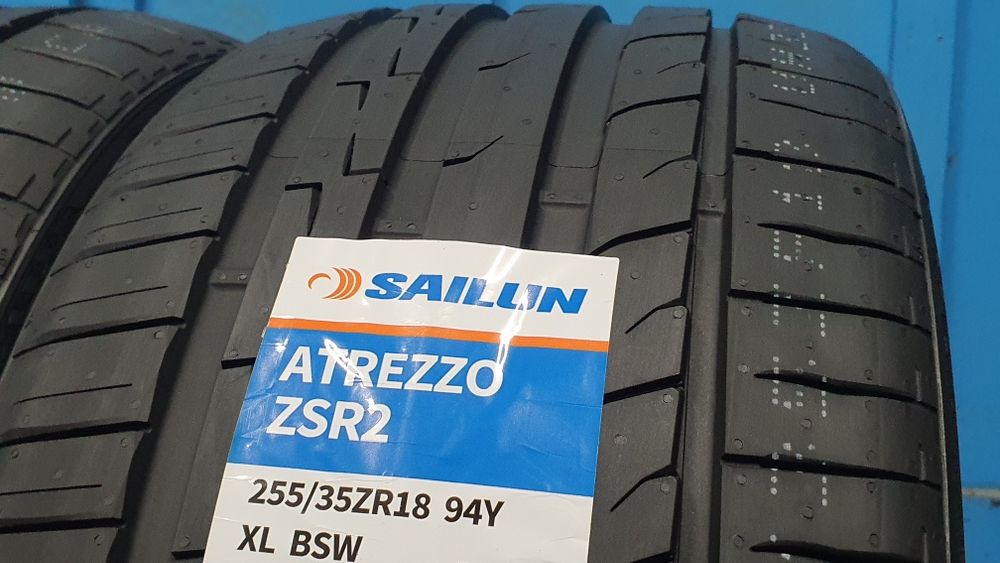 SAILUN
ATREZZO
ZSR2
255/35ZR18 94Y
XL BSW